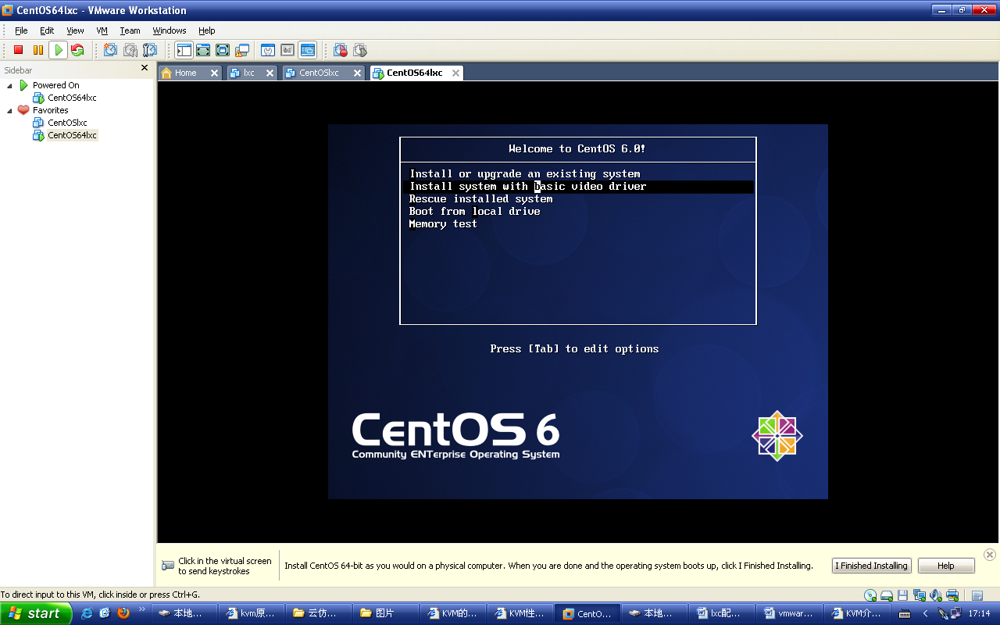 CentOS64lxc - VMware Workstation
File Edit View VM Team Windows Help
Sidebar
Home lxc CentOSlxc CentOS64lxc
Powered On
CentOS64lxc
Favorites
CentOSlxc
CentOS64lxc
Welcome to CentOS 6.0!
Install or upgrade an existing system
Install system with basic video driver
Rescue installed system
Boot from local drive
Memory test
Press [Tab] to edit options
CentOS 6
Community ENTerprise Operating System
Click in the virtual screen
to send keystrokes
Install CentOS 64-bit as you would on a physical computer. When you are done and the operating system boots up, click I Finished Installing.
I Finished Installing
Help
To direct input to this VM, click inside or press Ctrl+G.
start 本地... kvm原... 云仿... 图片 KVM的... KVM性... CentO... 本地... lxc配... vmwar... KVM介... 17:14